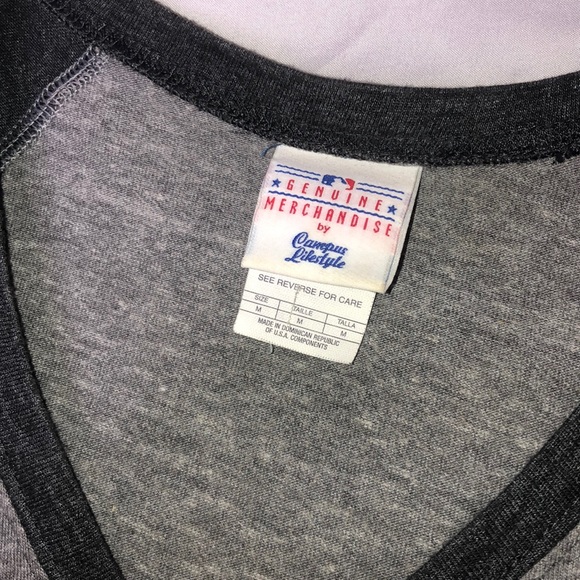 GENUINE
MERCHANDISE
by
Campus
Lifestyle
SEE REVERSE FOR CARE
SIZE TAILLE TALLA
M M M
MADE IN DOMINICAN REPUBLIC
OF U.S.A. COMPONENTS